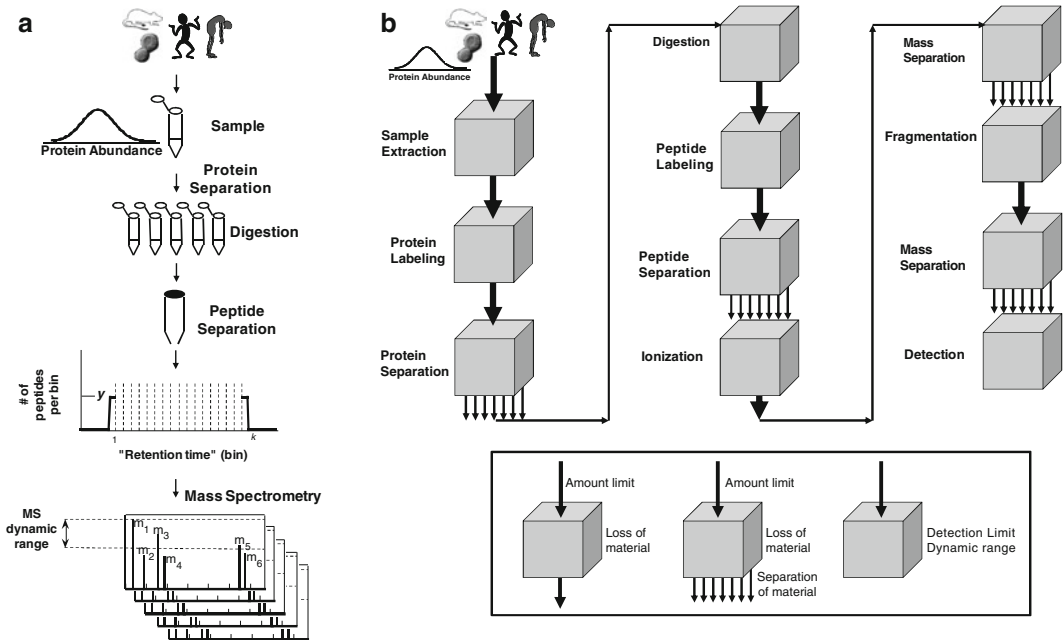 a
Sample
Protein Abundance
Protein
Separation
Digestion
Peptide
Separation
# of
peptides
per bin
y
1
k
"Retention time" (bin)
Mass Spectrometry
MS
dynamic
range
m1
m3
m2
m4
m5
m6
b
Protein Abundance
Sample
Extraction
Protein
Labeling
Protein
Separation
Digestion
Peptide
Labeling
Peptide
Separation
Ionization
Mass
Separation
Fragmentation
Mass
Separation
Detection
Amount limit
Loss of
material
Amount limit
Loss of
material
Separation
of material
Detection Limit
Dynamic range